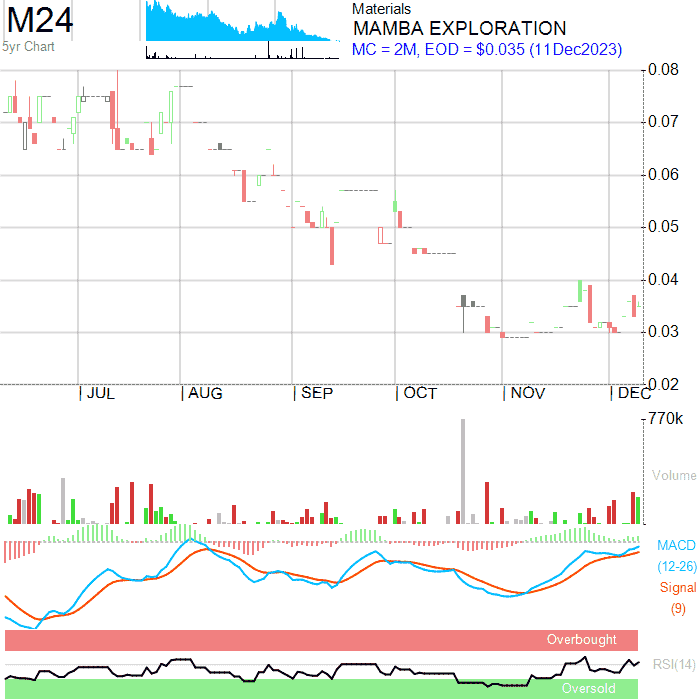 M24
5yr Chart
Materials
MAMBA EXPLORATION
MC = 2M, EOD = $0.035 (11Dec2023)
0.08
0.07
0.06
0.05
0.04
0.03
0.02
JUL
AUG
SEP
OCT
NOV
DEC
770k
Volume
MACD
(12-26)
Signal
(9)
Overbought
RSI(14)
Oversold